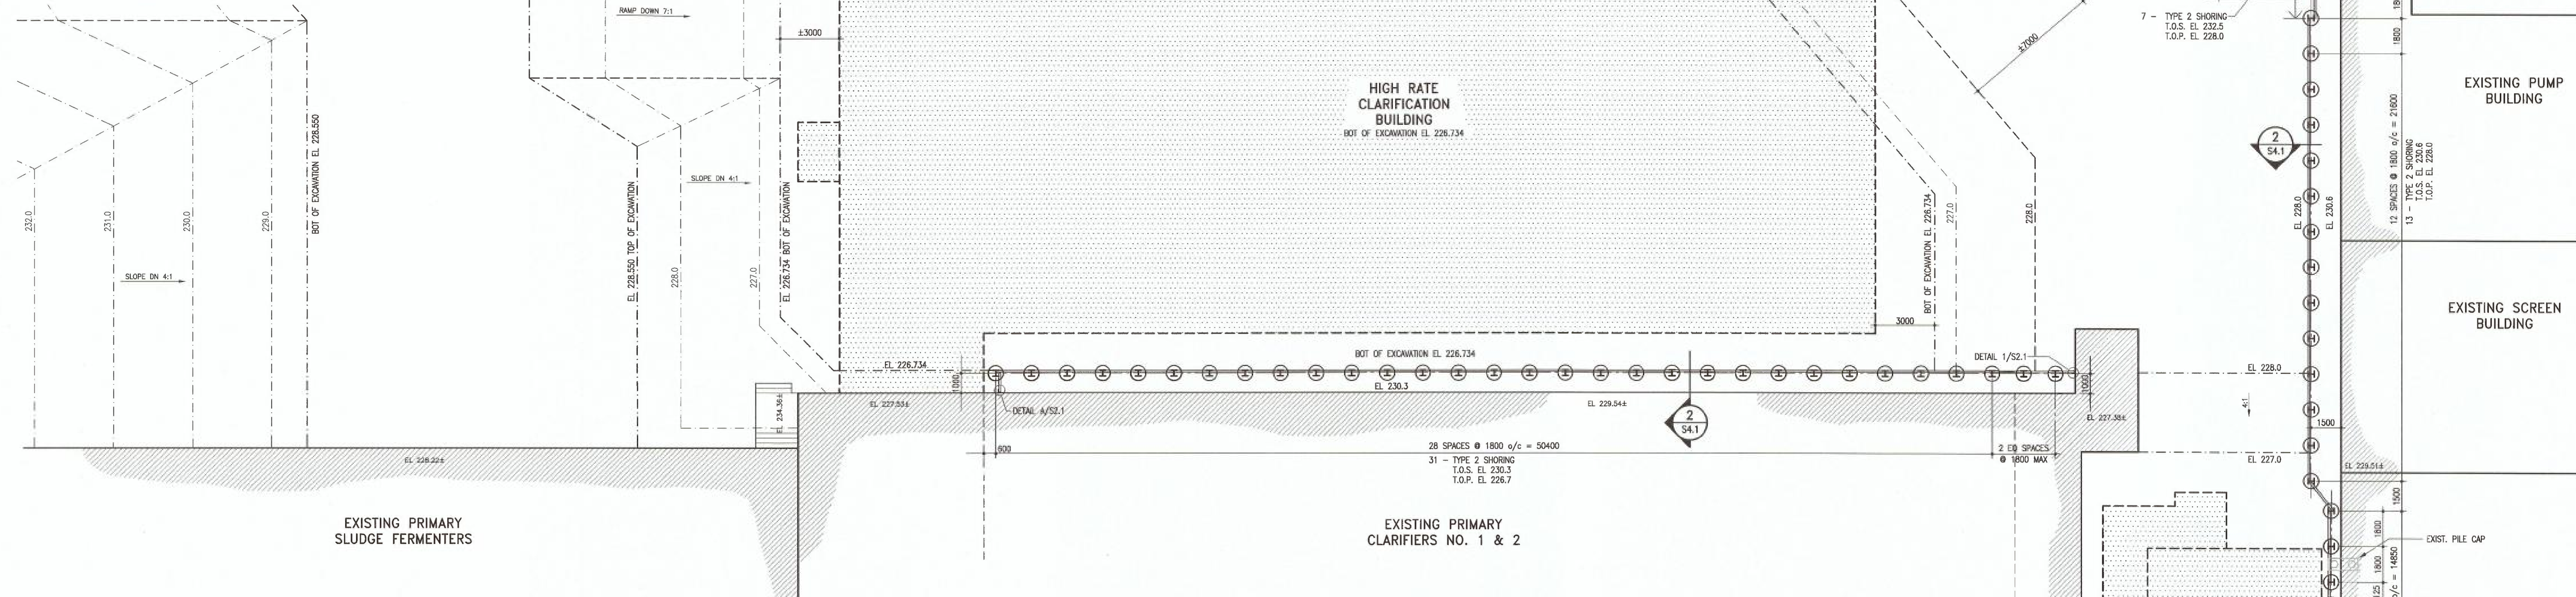 RAMP DOWN 7:1
±3000
7 - TYPE 2 SHORING
T.O.S. EL 232.5
T.O.P. EL 228.0
±7000
1800
HIGH RATE
CLARIFICATION
BUILDING
BOT OF EXCAVATION EL 226.734
EXISTING PUMP
BUILDING
2
S4.1
12 SPACES @ 1800 o/c = 21600
13 - TYPE 2 SHORING
T.O.S. EL 230.6
T.O.P. EL 228.0
EL 228.0
EL 230.6
232.0
231.0
230.0
229.0
BOT OF EXCAVATION EL 228.550
SLOPE DN 4:1
EL 228.550 TOP OF EXCAVATION
228.0
SLOPE DN 4:1
227.0
EL 226.734 BOT OF EXCAVATION
BOT OF EXCAVATION EL 226.734
227.0
228.0
3000
EXISTING SCREEN
BUILDING
EL 226.734
BOT OF EXCAVATION EL 226.734
DETAIL 1/S2.1
EL 230.3
1000
1000
EL 228.0
4:1
EL 234.36±
EL 227.53±
DETAIL A/S2.1
EL 229.54±
2
S4.1
EL 227.38±
1500
600
28 SPACES @ 1800 o/c = 50400
31 - TYPE 2 SHORING
T.O.S. EL 230.3
T.O.P. EL 226.7
2 EQ SPACES
@ 1800 MAX
EL 227.0
EL 229.51±
EL 228.22±
1500
EXISTING PRIMARY
SLUDGE FERMENTERS
EXISTING PRIMARY
CLARIFIERS NO. 1 & 2
1800
1800
EXIST. PILE CAP
o/c = 14850